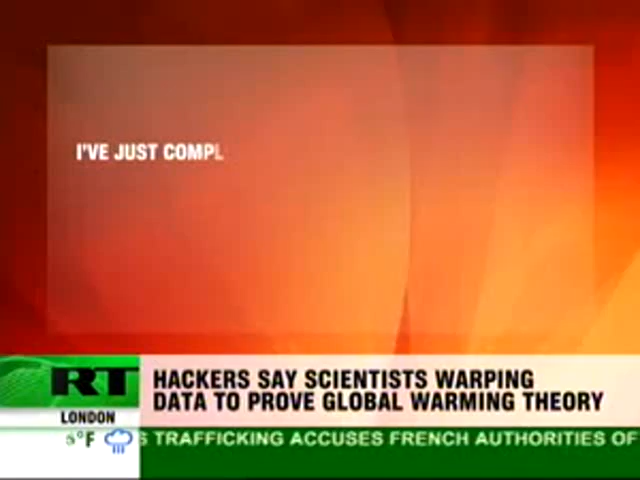 I'VE JUST COMPL
RT
HACKERS SAY SCIENTISTS WARPING
DATA TO PROVE GLOBAL WARMING THEORY
LONDON
°F
TRAFFICKING ACCUSES FRENCH AUTHORITIES OF